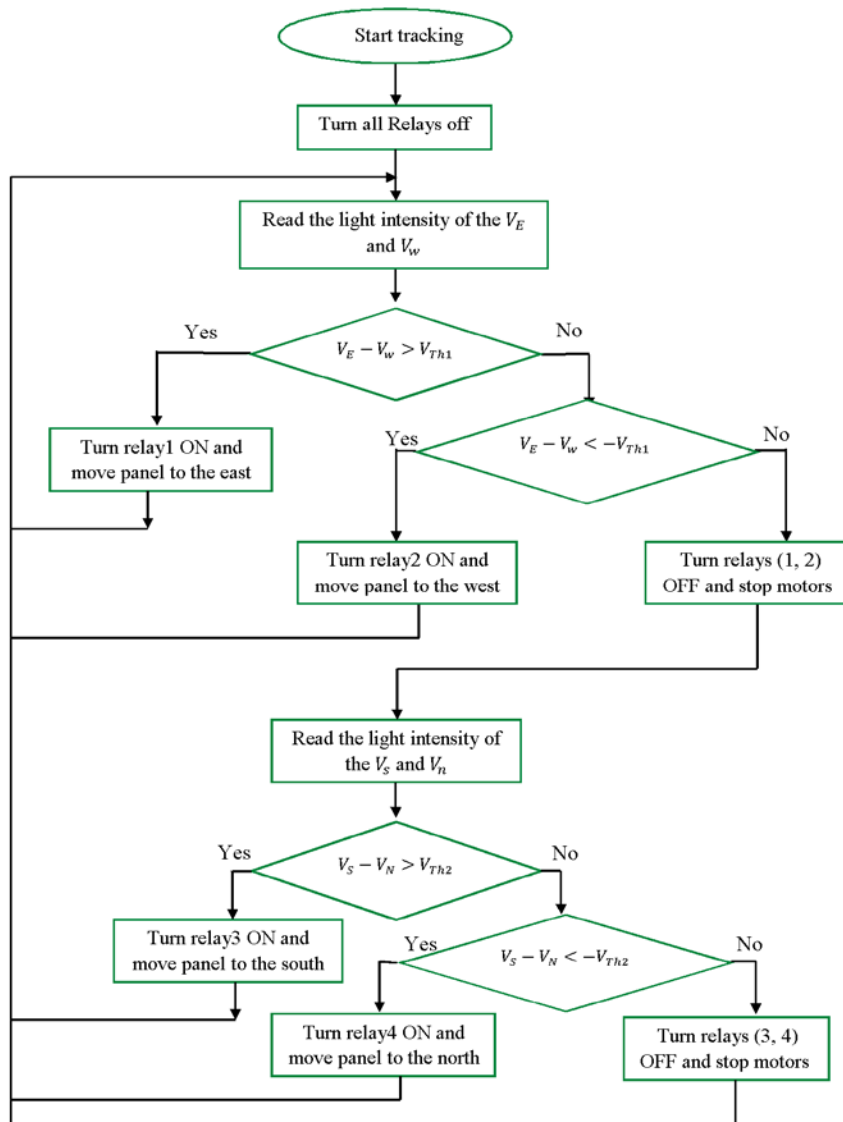 Start tracking
Turn all Relays off
Read the light intensity of the V_E
and V_w
Yes
No
V_E − V_w > V_Th1
Turn relay1 ON and
move panel to the east
Yes
No
V_E − V_w < −V_Th1
Turn relay2 ON and
move panel to the west
Turn relays (1, 2)
OFF and stop motors
Read the light intensity of
the V_s and V_n
Yes
No
V_S − V_N > V_Th2
Turn relay3 ON and
move panel to the south
Yes
No
V_S − V_N < −V_Th2
Turn relay4 ON and
move panel to the north
Turn relays (3, 4)
OFF and stop motors